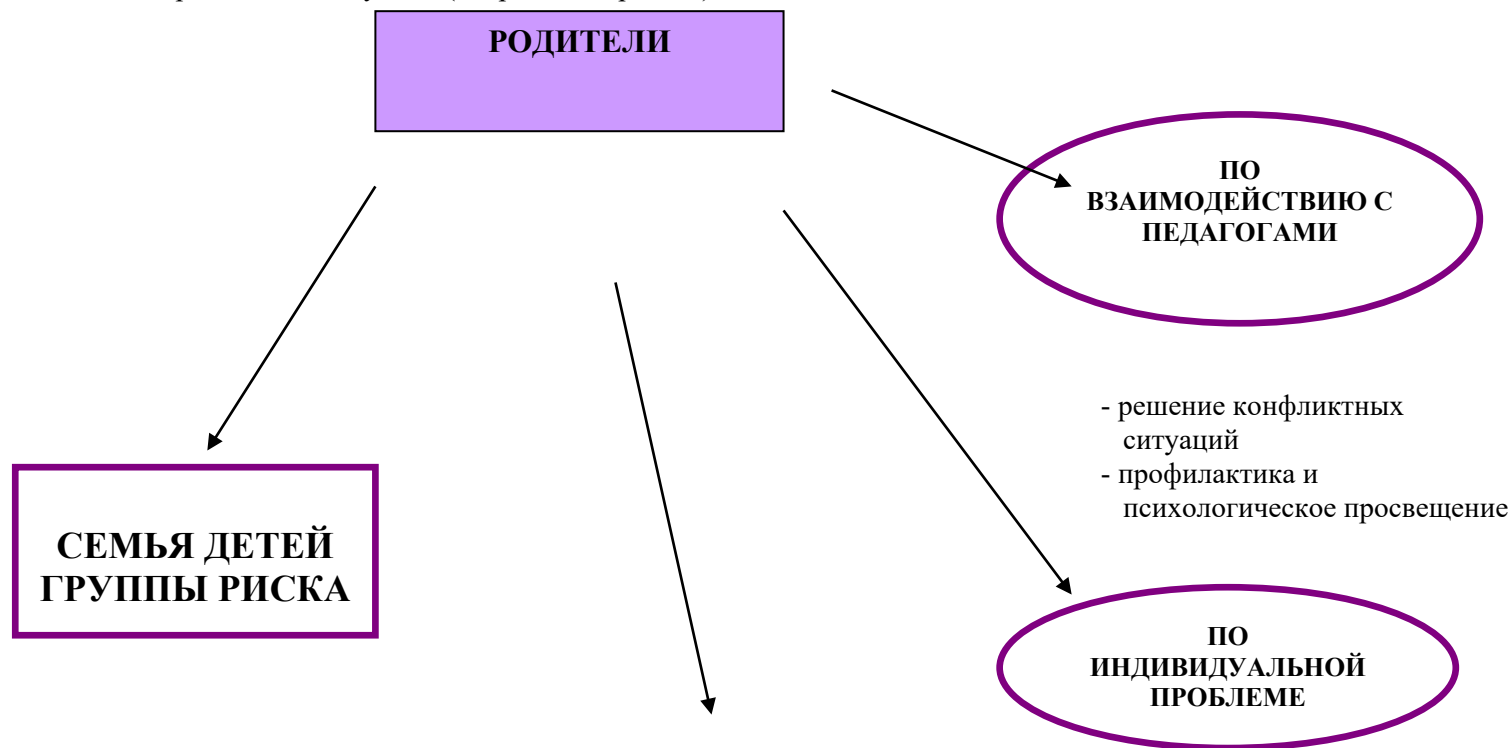 РОДИТЕЛИ
ПО
ВЗАИМОДЕЙСТВИЮ С
ПЕДАГОГАМИ
- решение конфликтных
ситуаций
- профилактика и
психологическое просвещение
СЕМЬЯ ДЕТЕЙ
ГРУППЫ РИСКА
ПО
ИНДИВИДУАЛЬНОЙ
ПРОБЛЕМЕ